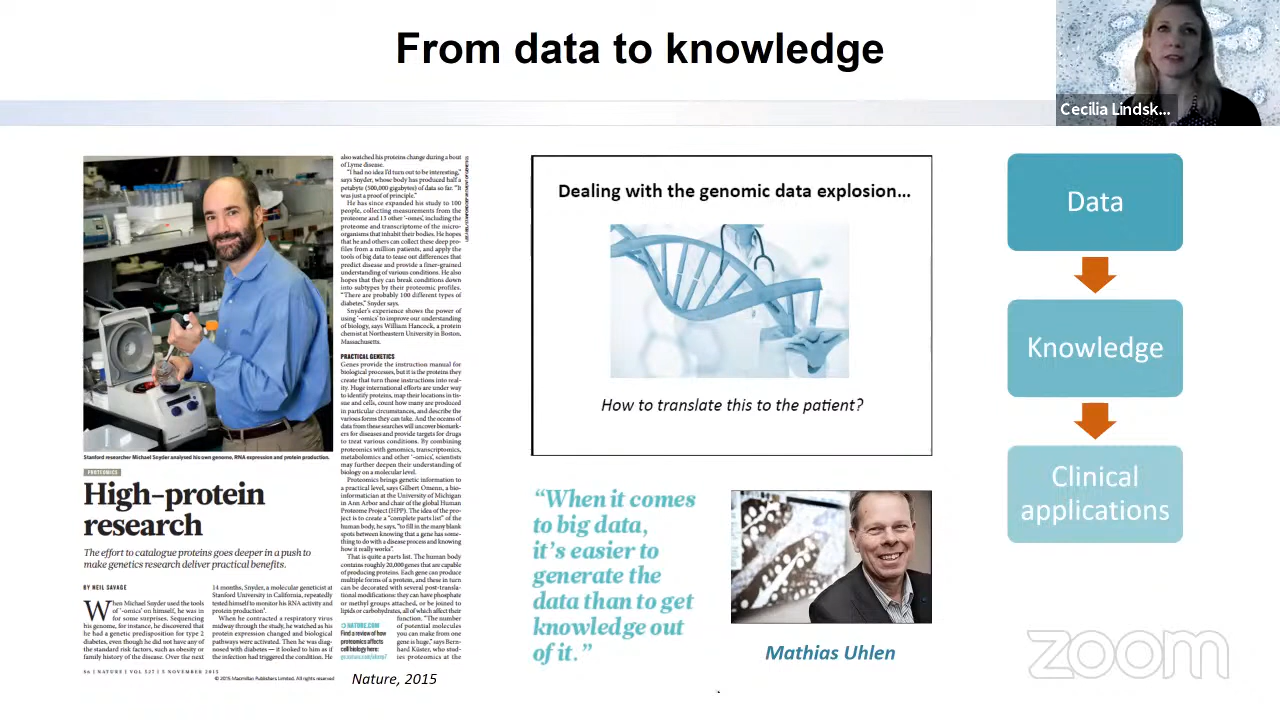 From data to knowledge
Cecilia Lindsk...
Stanford researcher Michael Snyder analysed his own genome, RNA expression and protein production.
PROTEOMICS
High–protein
research
The effort to catalogue proteins goes deeper in a push to
make genetics research deliver practical benefits.
BY NEIL SAVAGE
When Michael Snyder used the tools
of '-omics' on himself, he was in
for some surprises. Sequencing
his genome, for instance, he discovered that
he had a genetic predisposition for type 2
diabetes, even though he did not have any of
the standard risk factors, such as obesity or
family history of the disease. Over the next
14 months, Snyder, a molecular geneticist at
Stanford University in California, repeatedly
tested himself to monitor his RNA activity and
protein production
When he contracted a respiratory virus
midway through the study, he watched as his
protein expression changed and biological
pathways were activated. Then he was diag-
nosed with diabetes — it looked to him as if
the infection had triggered the condition. He
also watched his proteins change during a bout
of Lyme disease.
"I had no idea I'd turn out to be interesting,"
says Snyder, whose body has produced half a
petabyte (500,000 gigabytes) of data so far. "It
was just a proof of principle."
He has since expanded his study to 100
people, collecting measurements from the
proteome and 13 other '-omes', including the
proteome and transcriptome of the micro-
organisms that inhabit their bodies. He hopes
that he and others can collect these deep pro-
files from a million patients, and apply the
tools of big data to tease out differences that
predict disease and provide a finer-grained
understanding of various conditions. He also
hopes that they can break conditions down
into subtypes by their proteomic profiles.
"There are probably 100 different types of
diabetes," Snyder says.
Snyder's experience shows the power of
using '-omics' to improve our understanding
of biology, says William Hancock, a protein
chemist at Northeastern University in Boston,
Massachusetts.
PRACTICAL GENETICS
Genes provide the instruction manual for
biological processes, but it is the proteins they
create that turn those instructions into real-
ity. Huge international efforts are under way
to identify proteins, map their locations in tis-
sue and cells, count how many are produced
in particular circumstances, and describe the
various forms they can take. And the oceans of
data from these searches will uncover biomark-
ers for diseases and provide targets for drugs
to treat various conditions. By combining
proteomics with genomics, transcriptomics,
metabolomics and other '-omics', scientists
may further deepen their understanding of
biology on a molecular level.
Proteomics brings genetic information to
a practical level, says Gilbert Omenn, a bio-
informatician at the University of Michigan
in Ann Arbor and chair of the global Human
Proteome Project (HPP). The idea of the pro-
ject is to create a "complete parts list" of the
human body, he says, "to fill in the many blank
spots between knowing that a gene has some-
thing to do with a disease process and knowing
how it really works".
That is quite a parts list. The human body
contains roughly 20,000 genes that are capable
of producing proteins. Each gene can produce
multiple forms of a protein, and these in turn
can be decorated with several post-transla-
tional modifications: they can have phosphate
or methyl groups attached, or be joined to
lipids or carbohydrates, all of which affect their
function. "The number
of potential molecules
you can make from one
gene is huge," says Bern-
hard Küster, who stud-
ies proteomics at the
NATURE.COM
Find a review of how
proteomics affects
cell biology here:
56 | NATURE | VOL 527 | 5 NOVEMBER 2015
© 2015 Macmillan Publishers Limited. All rights reserved
Nature, 2015
Dealing with the genomic data explosion...
How to translate this to the patient?
"When it comes
to big data,
it's easier to
generate the
data than to get
knowledge out
of it."
Mathias Uhlen
Data
Knowledge
Clinical
applications
zoom